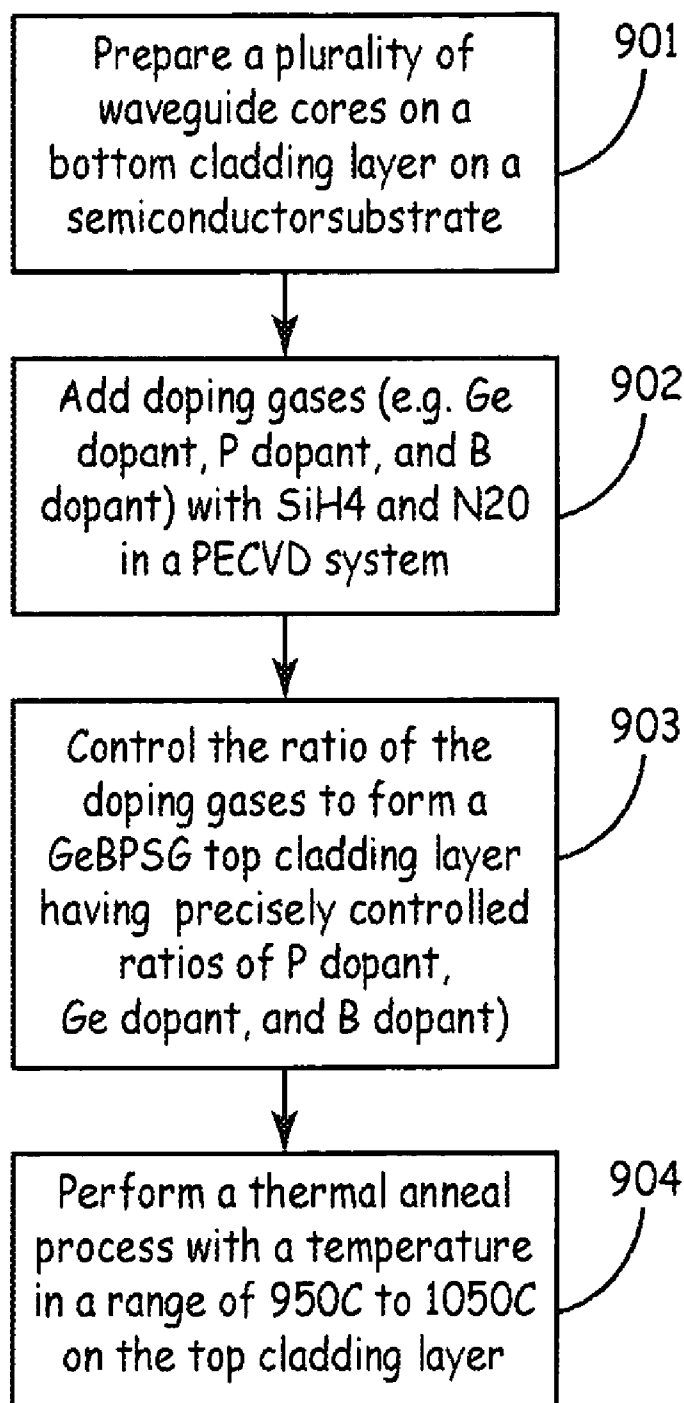 Prepare a plurality of
waveguide cores on a
bottom cladding layer on a
semiconductorsubstrate
901
Add doping gases (e.g. Ge
dopant, P dopant, and B
dopant) with SiH4 and N20
in a PECVD system
902
Control the ratio of the
doping gases to form a
GeBPSG top cladding layer
having precisely controlled
ratios of P dopant,
Ge dopant, and B dopant)
903
Perform a thermal anneal
process with a temperature
in a range of 950C to 1050C
on the top cladding layer
904